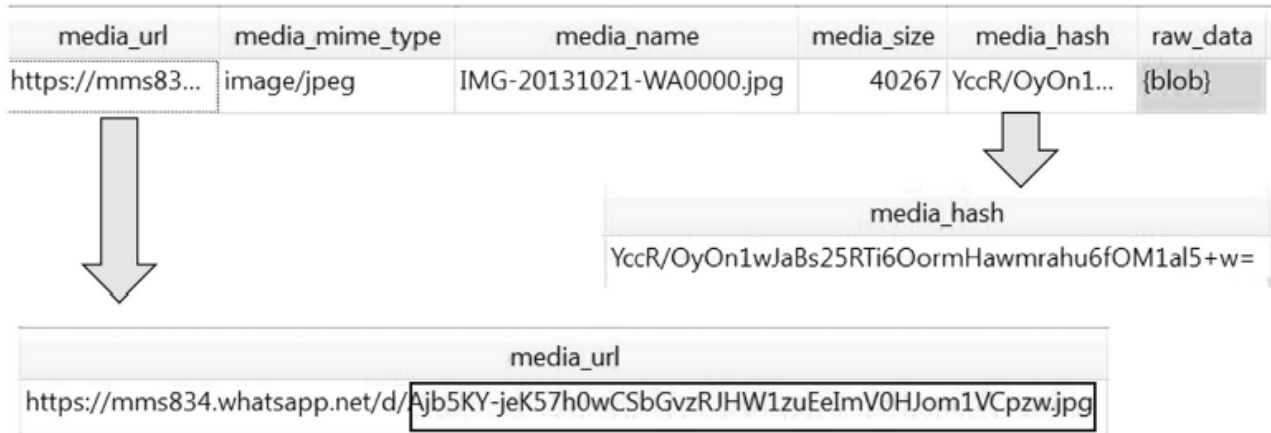 media_url media_mime_type media_name media_size media_hash raw_data
https://mms83... image/jpeg IMG-20131021-WA0000.jpg 40267 YccR/OyOn1... {blob}
media_hash
YccR/OyOn1wJaBs25RTi6OormHawmrahu6fOM1al5+w=
media_url
https://mms834.whatsapp.net/d/Ajb5KY-jeK57h0wCSbGvzRJHW1zuEeImV0HJom1VCpzw.jpg